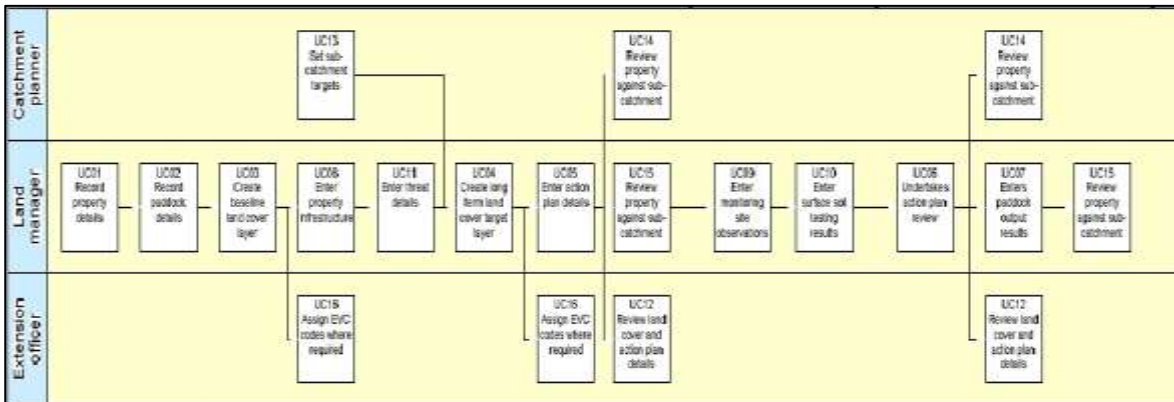 Catchment
planner
UC13
Set sub-
catchment
targets
UC14
Review
property
against sub-
catchment
UC14
Review
property
against sub-
catchment
Land
manager
UC01
Record
property
details
UC02
Record
paddock
details
UC03
Create
baseline
land cover
layer
UC08
Enter
property
infrastructure
UC11
Enter threat
details
UC04
Create long
term land
cover target
layer
UC05
Enter action
plan details
UC15
Review
property
against sub-
catchment
UC09
Enter
monitoring
site
observations
UC10
Enter
surface soil
testing
results
UC06
Undertakes
action plan
review
UC07
Enters
paddock
output
results
UC15
Review
property
against sub-
catchment
Extension
officer
UC16
Assign EVC
codes where
required
UC16
Assign EVC
codes where
required
UC12
Review land
cover and
action plan
details
UC12
Review land
cover and
action plan
details